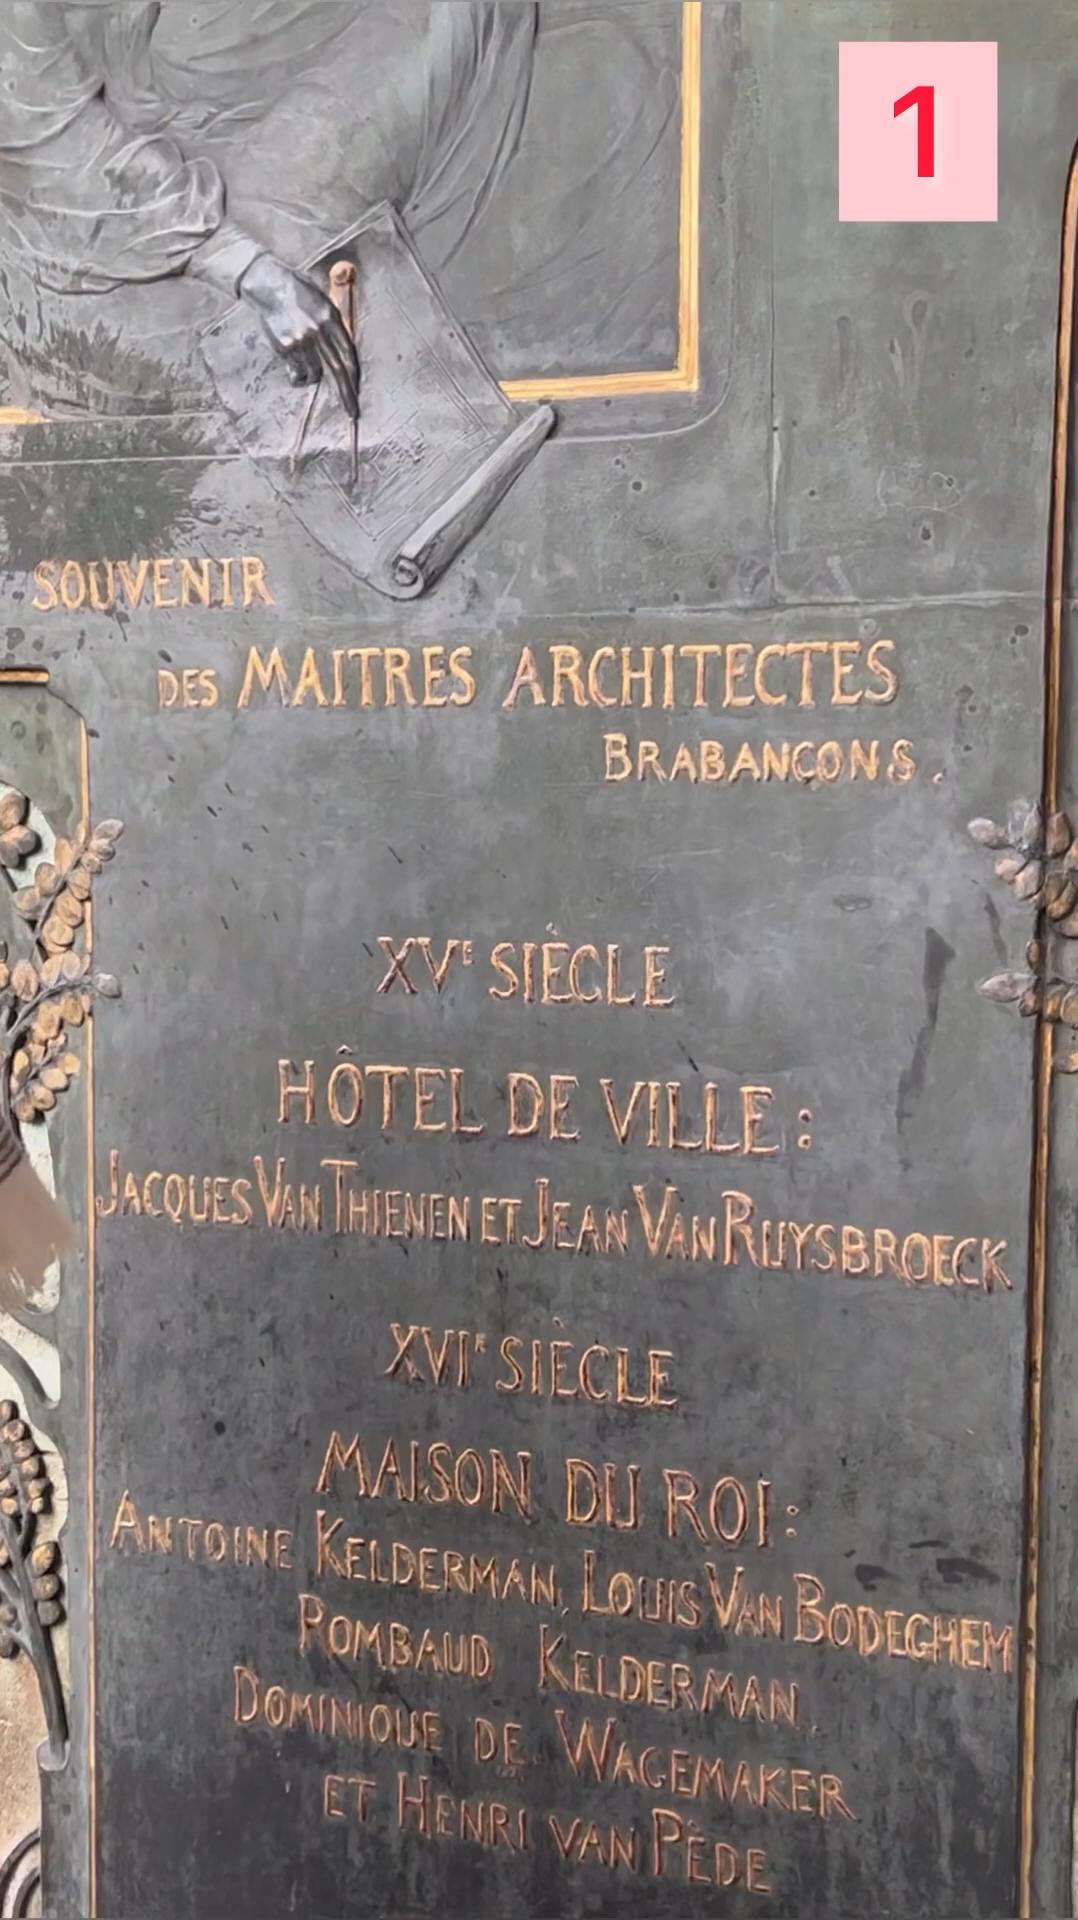 1
SOUVENIR
DES MAITRES ARCHITECTES
BRABANÇONS.
XVE SIÈCLE
HÔTEL DE VILLE :
JACQUES VAN THIENEN ET JEAN VAN RUYSBROECK
XVIE SIÈCLE
MAISON DU ROI :
ANTOINE KELDERMAN, LOUIS VAN BODEGHEM
ROMBAUD KELDERMAN,
DOMINIQUE DE WAGEMAKER
ET HENRI VAN PÈDE